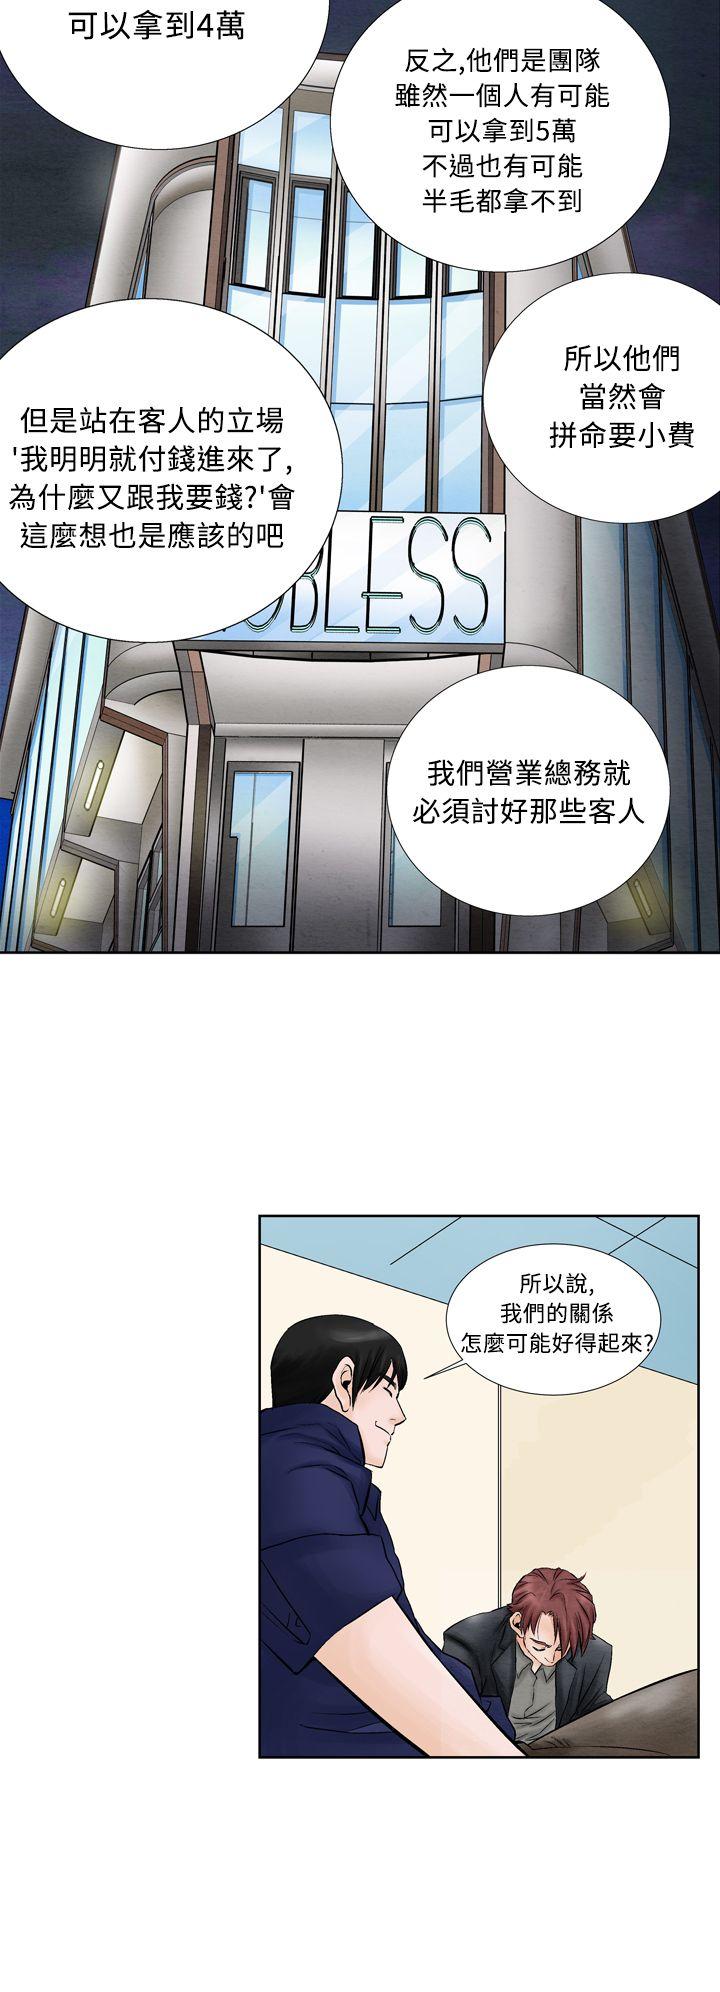 可以拿到4萬
反之,他們是團隊
雖然一個人有可能
可以拿到5萬
不過也有可能
半毛都拿不到
所以他們
當然會
拼命要小費
但是站在客人的立場
'我明明就付錢進來了,
為什麼又跟我要錢?'會
這麼想也是應該的吧
OBLESS
我們營業總務就
必須討好那些客人
所以說,
我們的關係
怎麼可能好得起來?